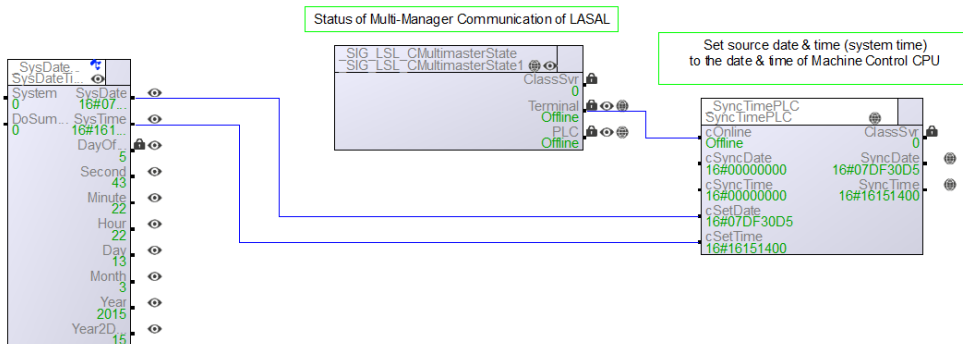 Status of Multi-Manager Communication of LASAL
Set source date & time (system time)
to the date & time of Machine Control CPU
_SysDate...
SysDateTi...
System SysDate
0 16#07...
DoSum... SysTime
0 16#161...
DayOf...
5
Second
43
Minute
22
Hour
22
Day
13
Month
3
Year
2015
Year2D...
15
_SIG_LSL_CMultimasterState
_SIG_LSL_CMultimasterState1
ClassSvr
0
Terminal
Offline
PLC
Offline
_SyncTimePLC
SyncTimePLC
cOnline ClassSvr
Offline 0
cSyncDate SyncDate
16#00000000 16#07DF30D5
cSyncTime SyncTime
16#00000000 16#16151400
cSetDate
16#07DF30D5
cSetTime
16#16151400